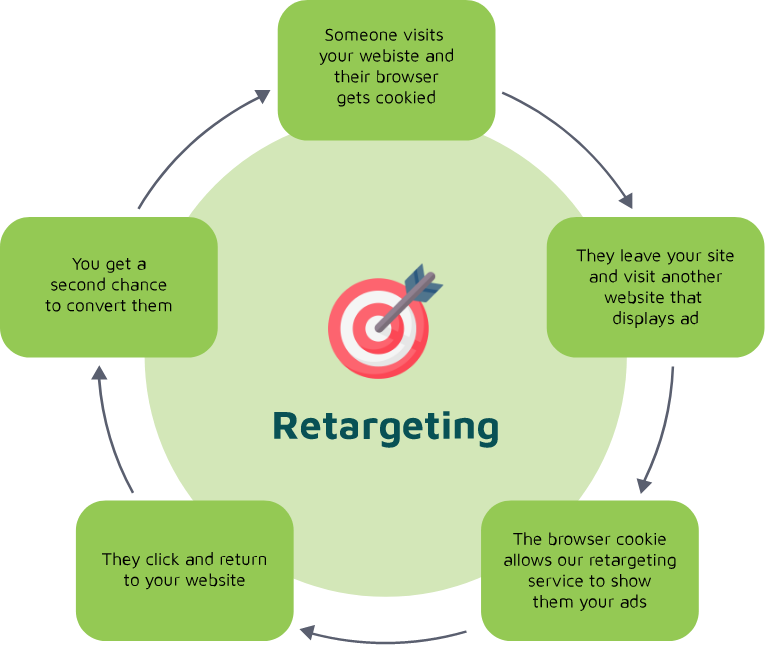 Someone visits
your webiste and
their browser
gets cookied
They leave your site
and visit another
website that
displays ad
The browser cookie
allows our retargeting
service to show
them your ads
They click and return
to your website
You get a
second chance
to convert them
Retargeting